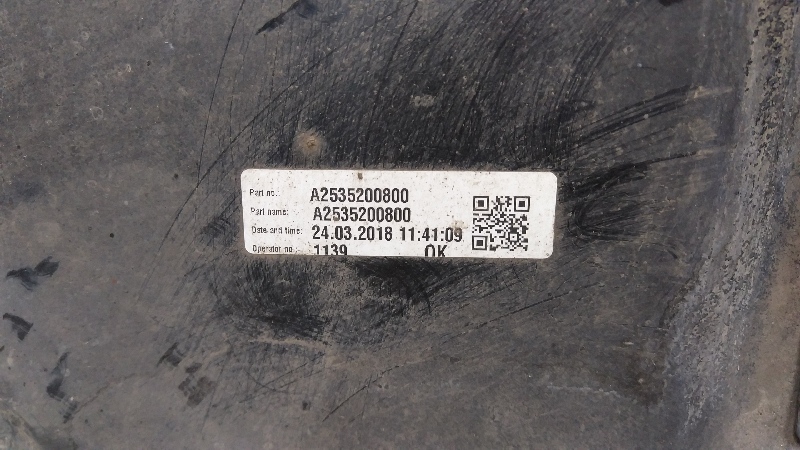 Part no.: A2535200800
Part name: A2535200800
Date and time: 24.03.2018 11:41:09
Operator no.: 1139 OK